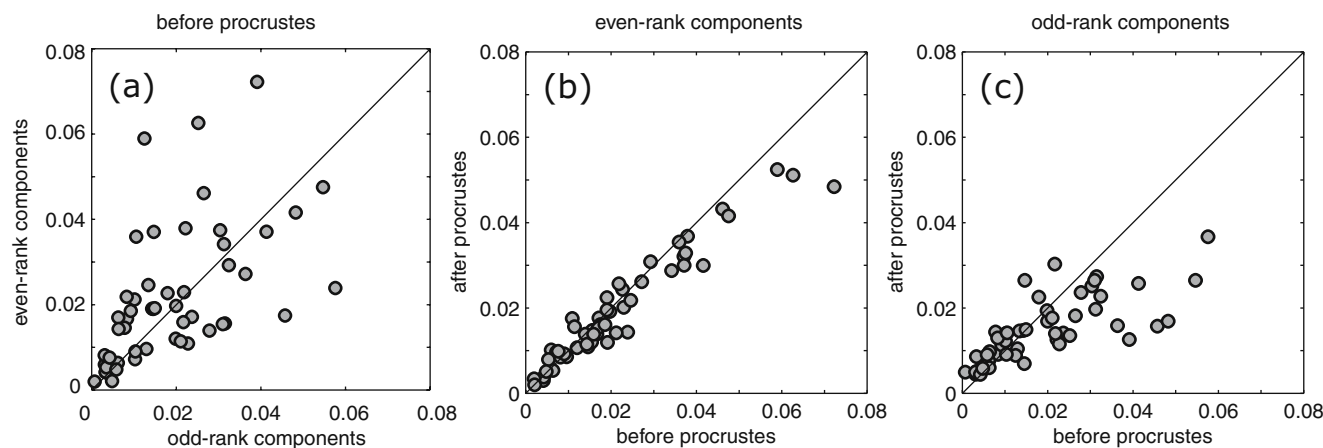 before procrustes
(a)
even-rank components
0.08
0.06
0.04
0.02
0
0 0.02 0.04 0.06 0.08
odd-rank components
even-rank components
(b)
after procrustes
0.08
0.06
0.04
0.02
0
0 0.02 0.04 0.06 0.08
before procrustes
odd-rank components
(c)
after procrustes
0.08
0.06
0.04
0.02
0
0 0.02 0.04 0.06 0.08
before procrustes